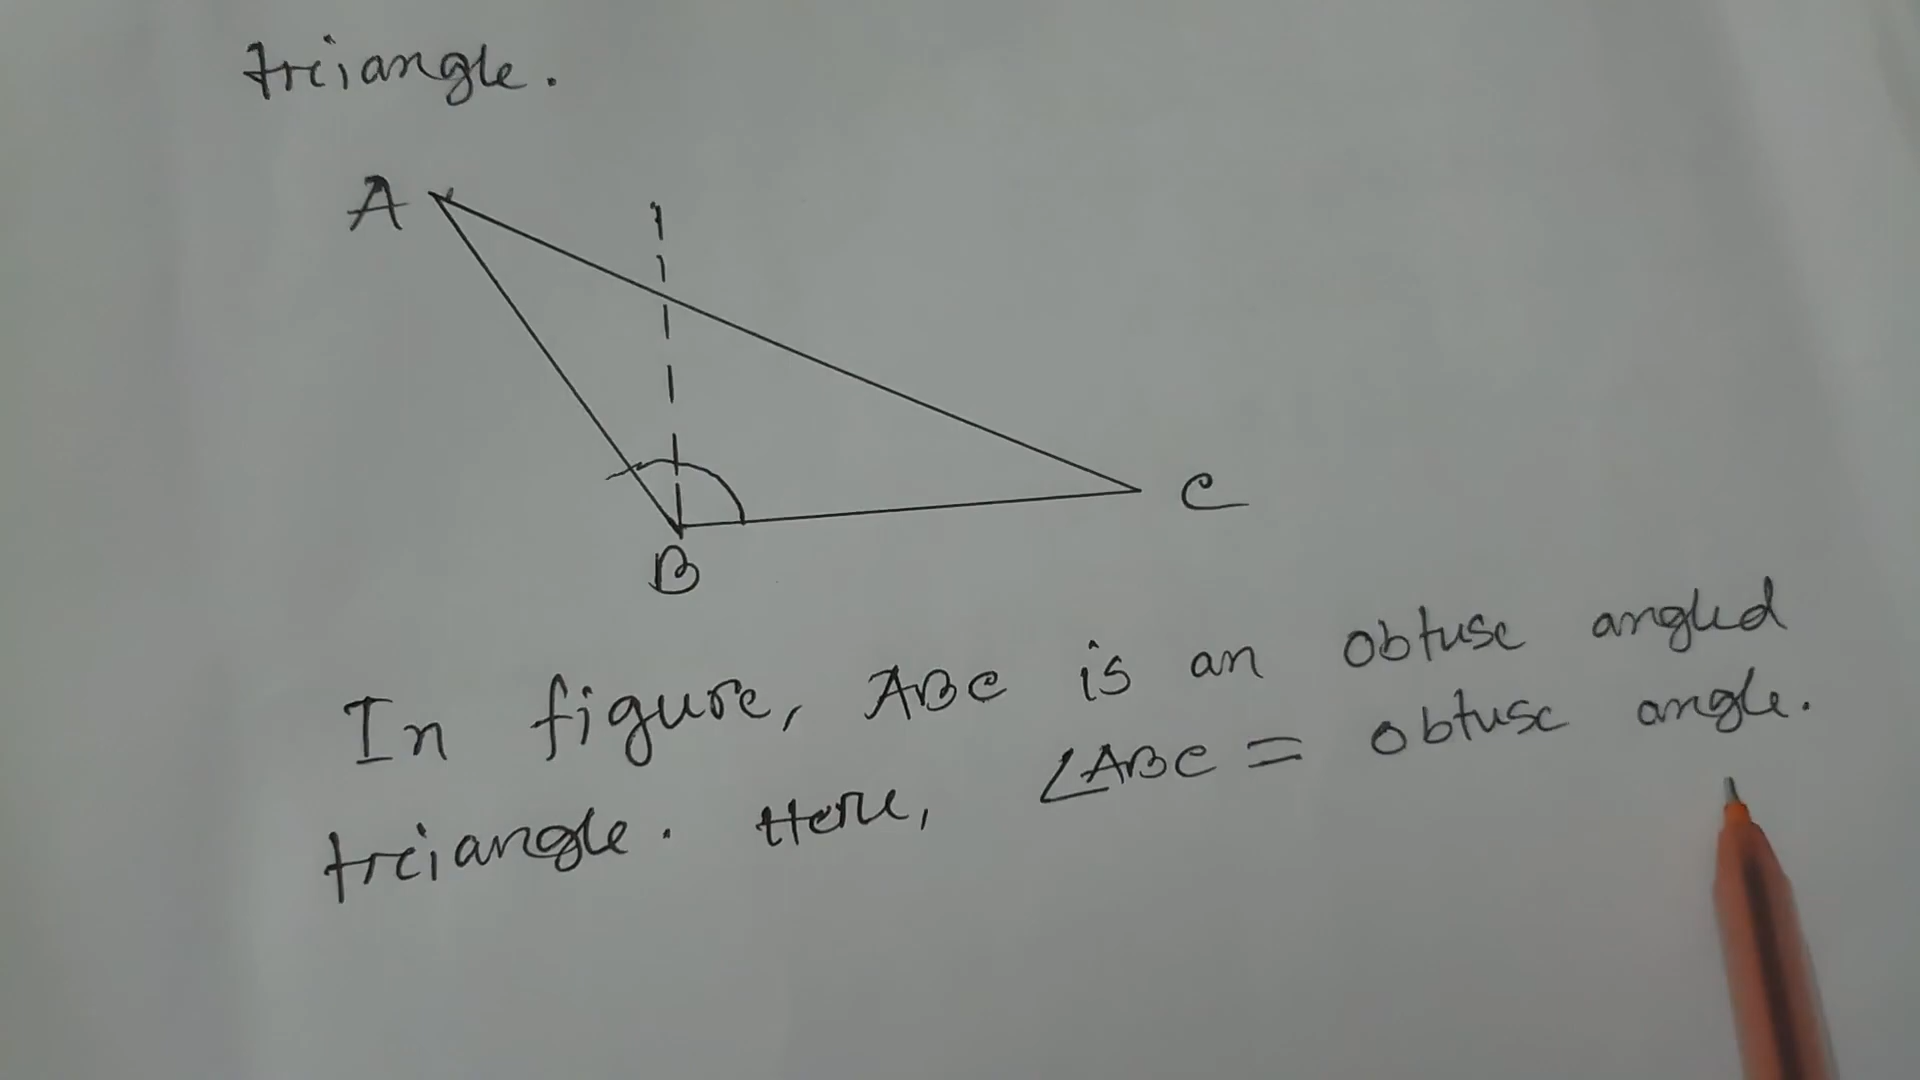 triangle.
A
B
C
In figure, ABC is an obtuse angled
triangle. Here, ∠ABC = obtuse angle.